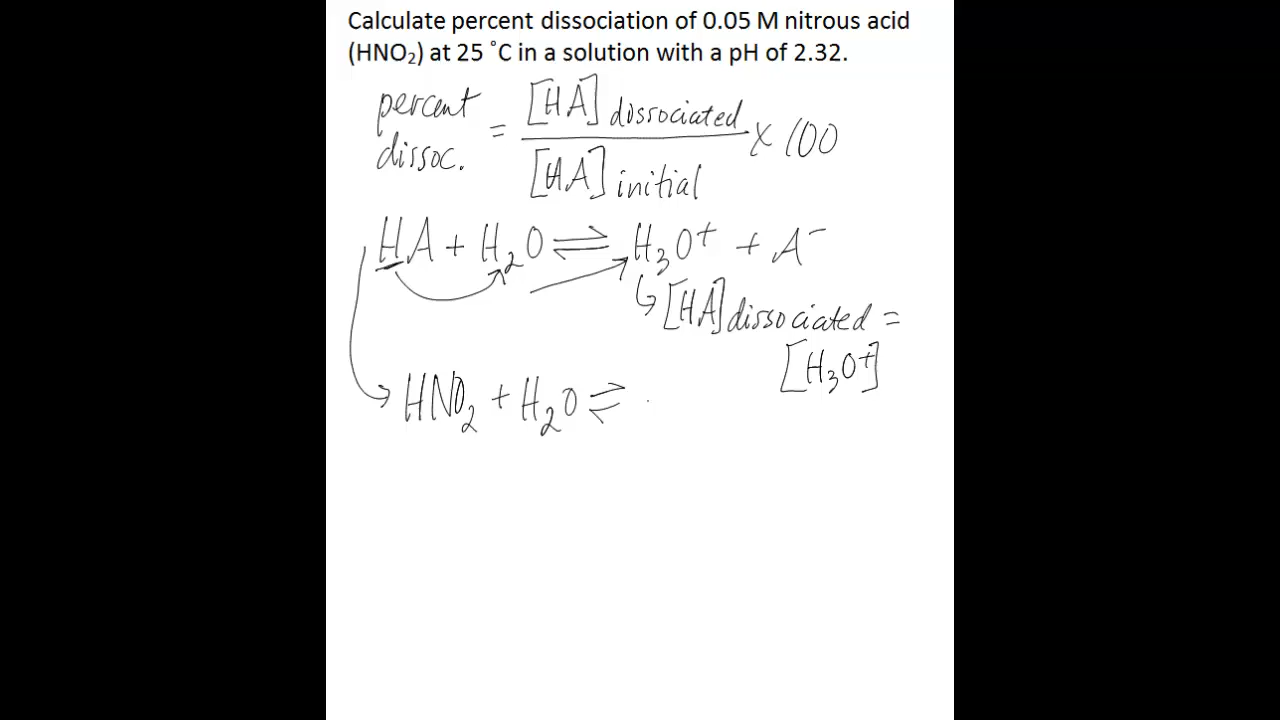 Calculate percent dissociation of 0.05 M nitrous acid
(HNO₂) at 25 ˚C in a solution with a pH of 2.32.
percent dissoc. = [HA] dossociated / [HA] initial × 100
HA + H₂O ⇌ H₃O⁺ + A⁻
[HA] dissociated =
[H₃O⁺]
HNO₂ + H₂O ⇌